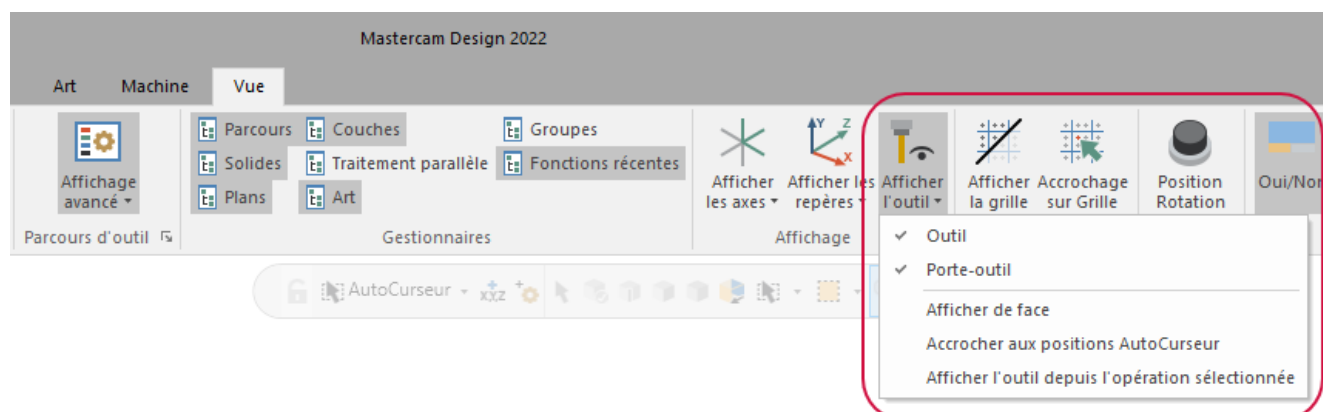 Mastercam Design 2022
Art Machine Vue
Parcours Couches Groupes
Solides Traitement parallèle Fonctions récentes
Plans Art
Affichage
avancé
Afficher
les axes
Afficher les
repères
Afficher
l'outil
Afficher
la grille
Accrochage
sur Grille
Position
Rotation
Oui/Non
Parcours d'outil Gestionnaires Affichage
Outil
Porte-outil
Afficher de face
Accrocher aux positions AutoCurseur
Afficher l'outil depuis l'opération sélectionnée
AutoCurseur